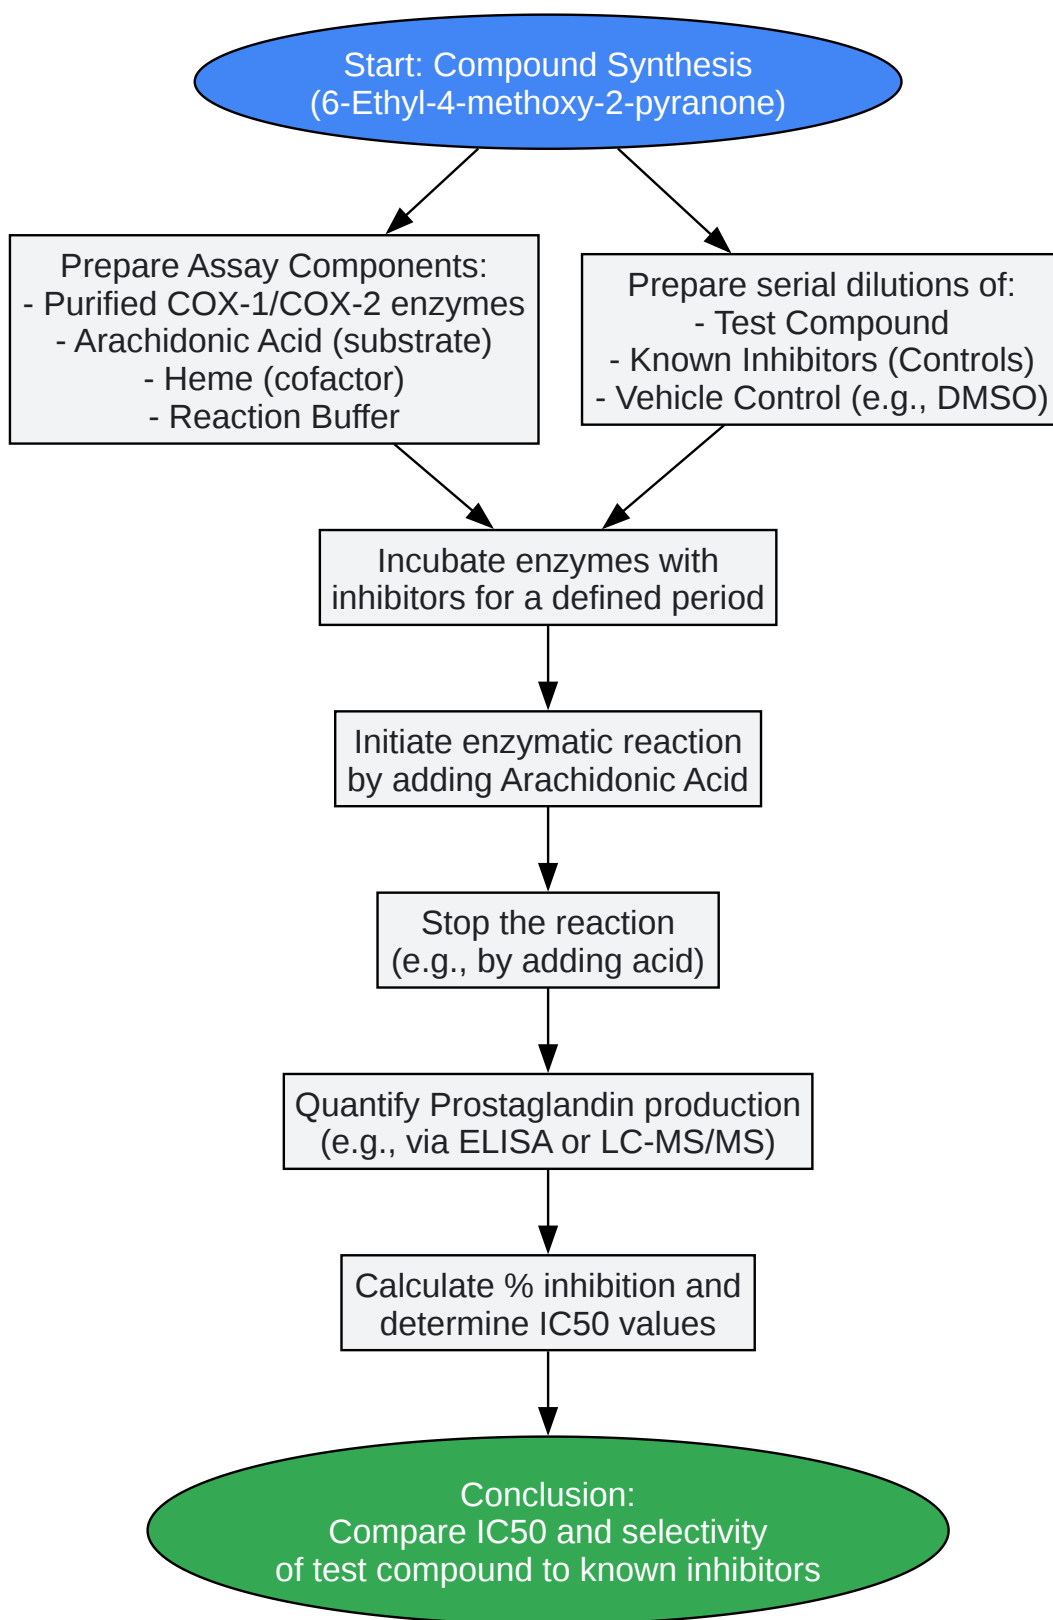 Start: Compound Synthesis
(6-Ethyl-4-methoxy-2-pyranone)
Prepare Assay Components:
- Purified COX-1/COX-2 enzymes
- Arachidonic Acid (substrate)
- Heme (cofactor)
- Reaction Buffer
Prepare serial dilutions of:
- Test Compound
- Known Inhibitors (Controls)
- Vehicle Control (e.g., DMSO)
Incubate enzymes with
inhibitors for a defined period
Initiate enzymatic reaction
by adding Arachidonic Acid
Stop the reaction
(e.g., by adding acid)
Quantify Prostaglandin production
(e.g., via ELISA or LC-MS/MS)
Calculate % inhibition and
determine IC50 values
Conclusion:
Compare IC50 and selectivity
of test compound to known inhibitors